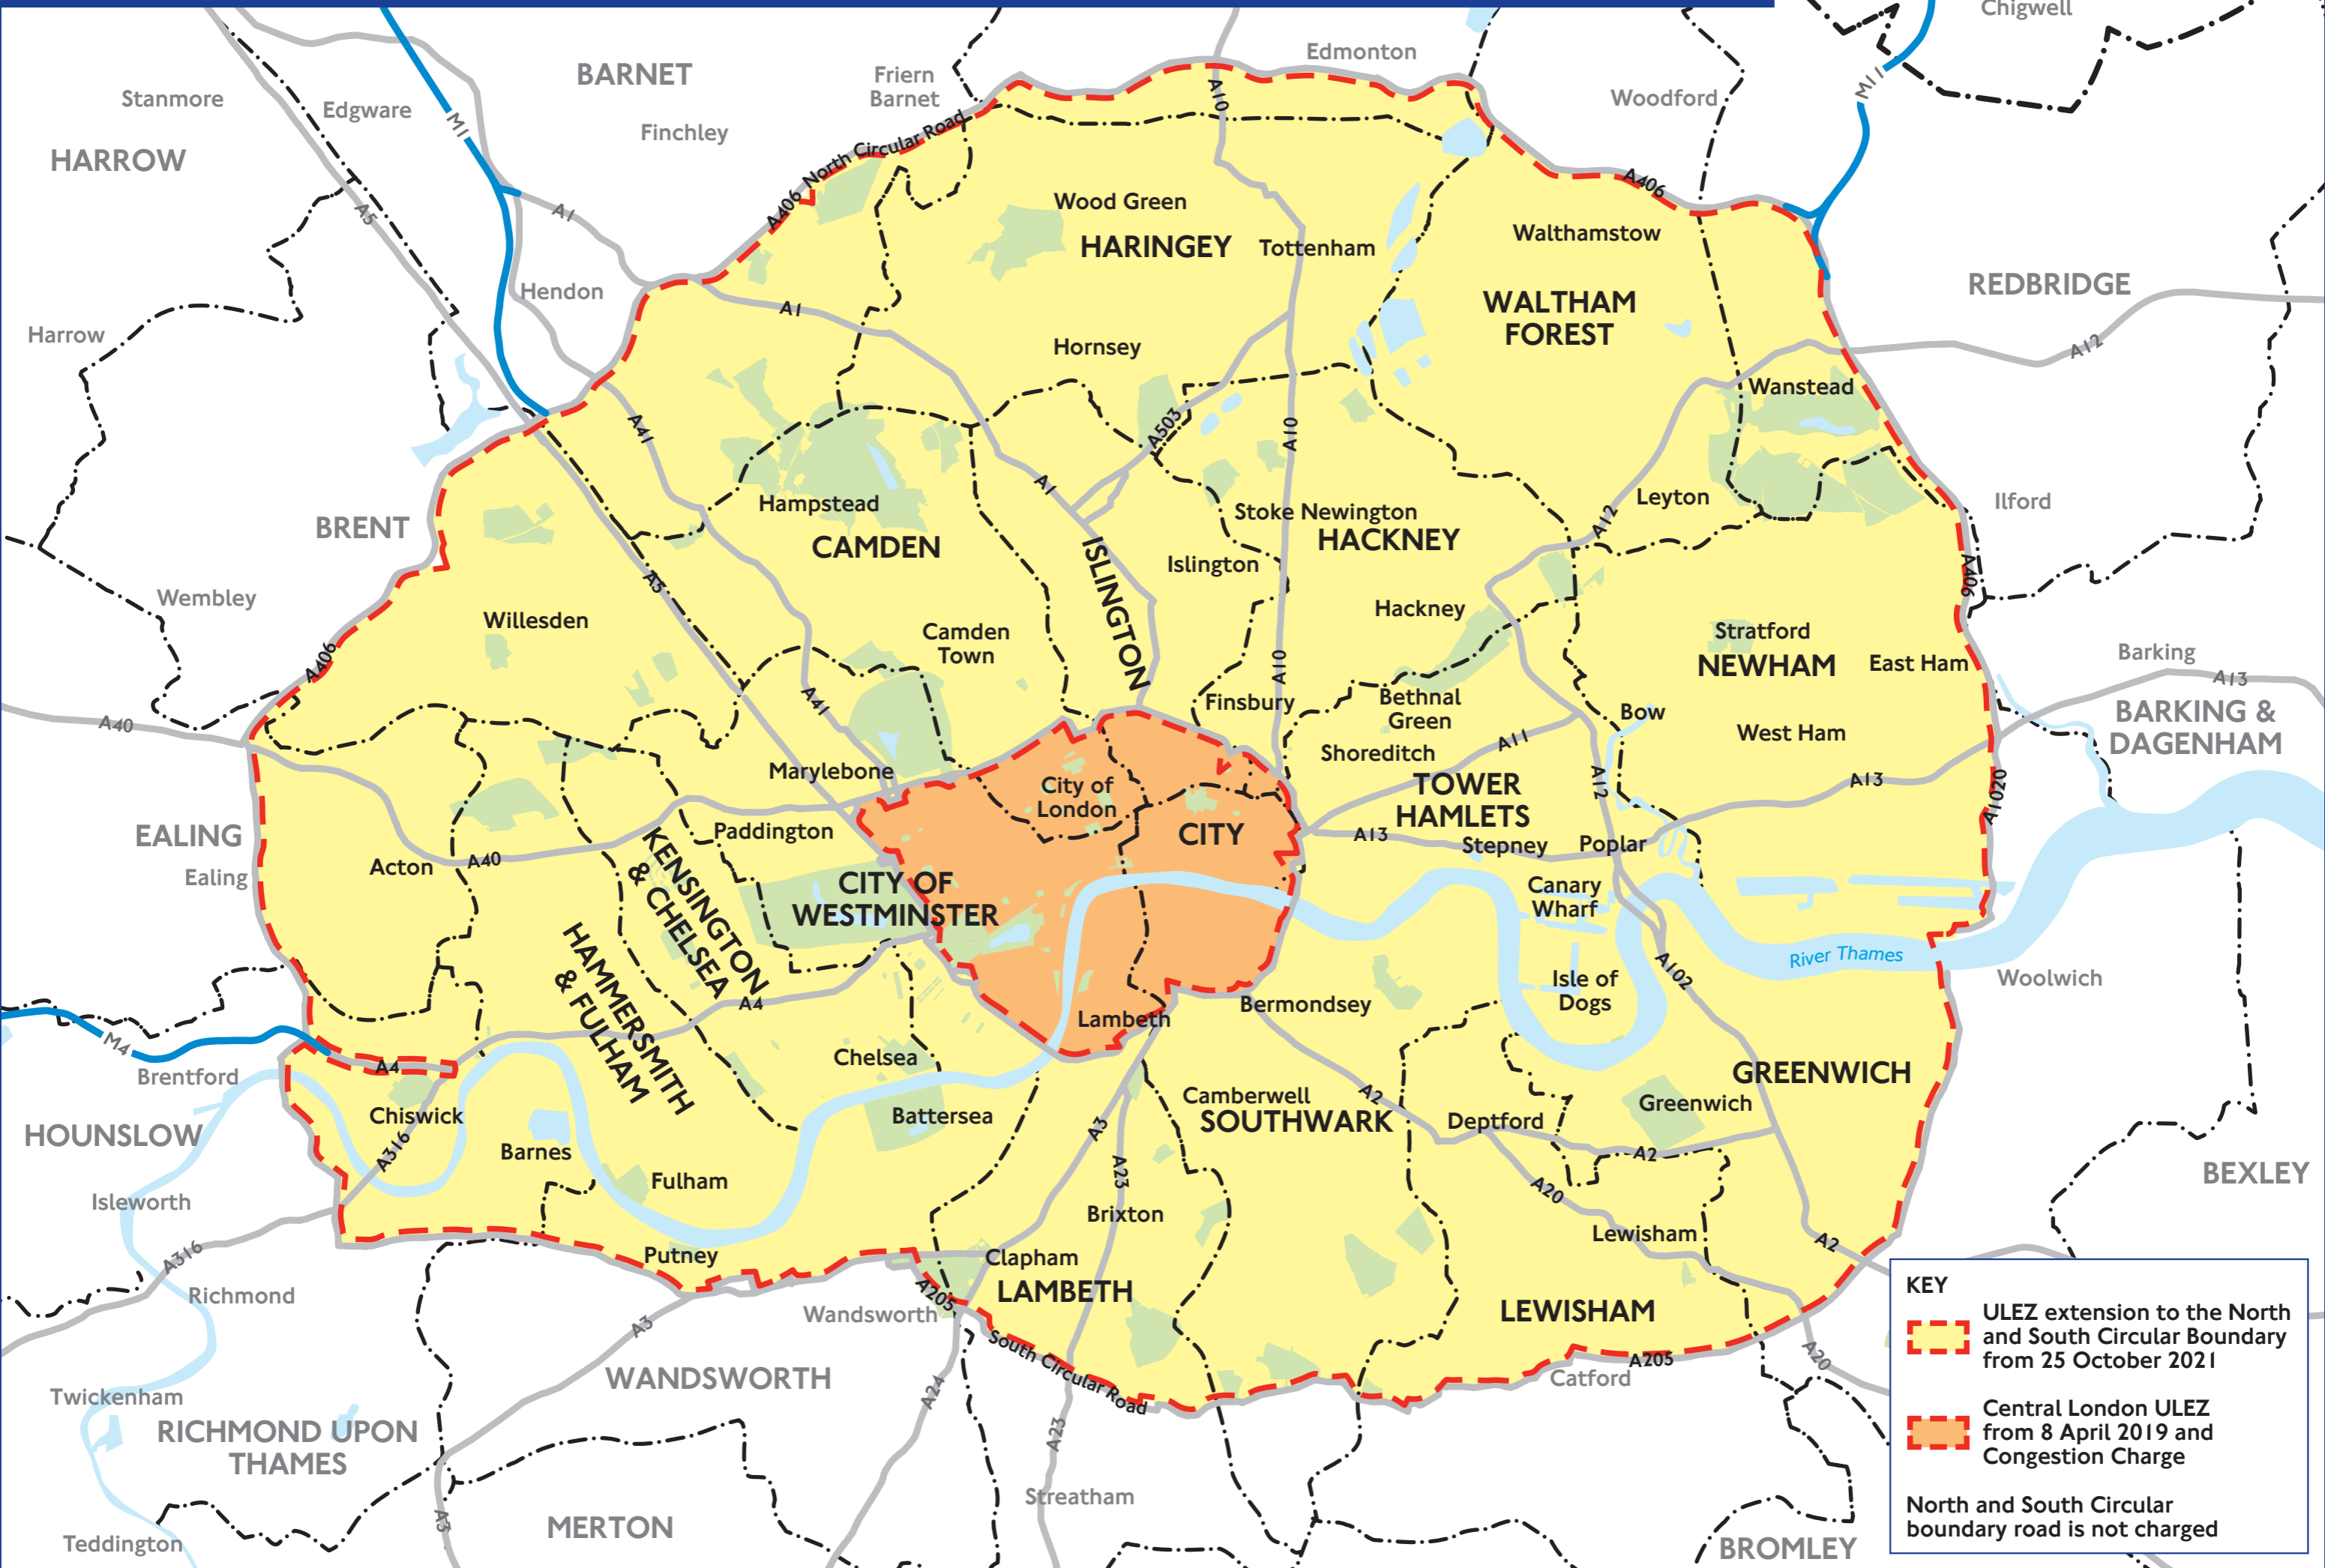 Chigwell
Edmonton
BARNET
Friern
Barnet
Stanmore
Edgware
M1
A10
M11
Woodford
Finchley
HARROW
A406 North Circular Road
A406
A5
A1
Wood Green
HARINGEY
Tottenham
Walthamstow
Hendon
REDBRIDGE
A1
WALTHAM
FOREST
Harrow
Hornsey
A12
Wanstead
A41
A503
A10
A1
Hampstead
Stoke Newington
Leyton
Ilford
BRENT
CAMDEN
HACKNEY
A12
ISLINGTON
Islington
A5
A406
Wembley
Willesden
Hackney
Camden
Town
Stratford
NEWHAM
East Ham
Barking
A13
A406
A10
Finsbury
Bethnal
Green
Bow
A40
A41
BARKING &
DAGENHAM
West Ham
Shoreditch
A11
Marylebone
City of
London
TOWER
HAMLETS
A12
A13
A1020
EALING
Paddington
CITY
A13
Stepney
Poplar
Acton
A40
Ealing
KENSINGTON
& CHELSEA
CITY OF
WESTMINSTER
Canary
Wharf
HAMMERSMITH
& FULHAM
River Thames
A102
Isle of
Dogs
Woolwich
A4
Bermondsey
Lambeth
M4
Brentford
A4
Chelsea
GREENWICH
Chiswick
Battersea
Camberwell
SOUTHWARK
A2
Deptford
Greenwich
HOUNSLOW
A316
Barnes
A3
A23
A2
BEXLEY
Fulham
A20
Isleworth
Brixton
Lewisham
A316
Putney
Clapham
A2
LAMBETH
A205
Richmond
Wandsworth
LEWISHAM
A3
South Circular Road
A205
A20
Catford
WANDSWORTH
A24
Twickenham
RICHMOND UPON
THAMES
A23
Streatham
A3
MERTON
Teddington
BROMLEY
KEY
ULEZ extension to the North
and South Circular Boundary
from 25 October 2021
Central London ULEZ
from 8 April 2019 and
Congestion Charge
North and South Circular
boundary road is not charged